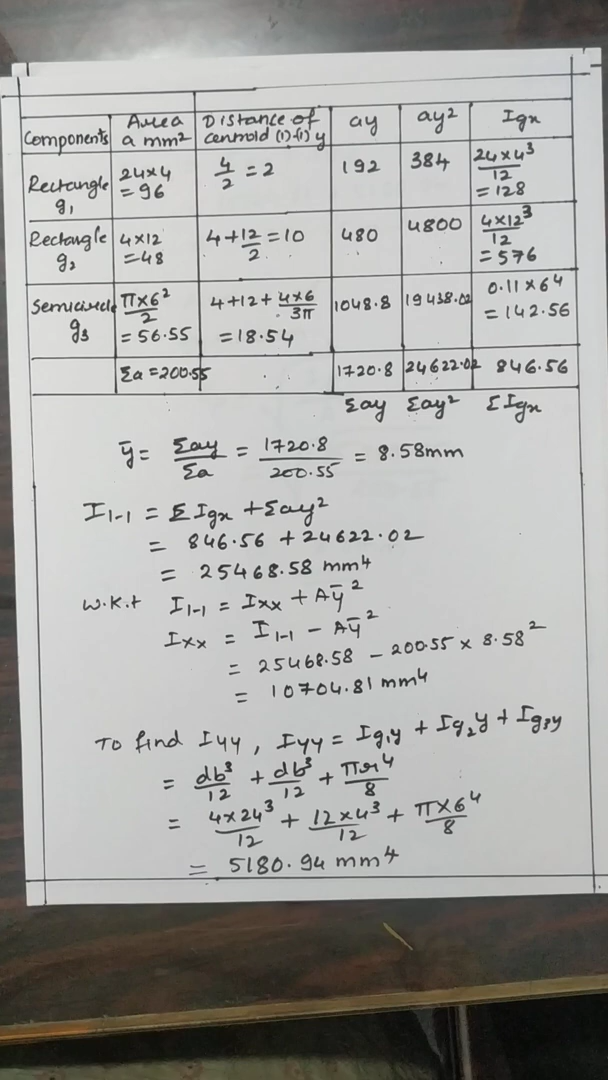 Components | Area a mm² | Distance of centroid (1)-(1) y | ay | ay² | Igx
Rectangle g₁ | 24×4 = 96 | 4/2 = 2 | 192 | 384 | 24×4³/12 = 128
Rectangle g₂ | 4×12 = 48 | 4+12/2 = 10 | 480 | 4800 | 4×12³/12 = 576
Semicircle g₃ | π×6²/2 = 56.55 | 4+12+4×6/3π = 18.54 | 1048.8 | 19438.02 | 0.11×6⁴ = 142.56
Σa = 200.55 | 1720.8 | 24622.02 | 846.56
Σay Σay² ΣIgx
ȳ = Σay/Σa = 1720.8/200.55 = 8.58mm
I₁₋₁ = ΣIgx + Σay²
= 846.56 + 24622.02
= 25468.58 mm⁴
W.K.t I₁₋₁ = Ixx + Aȳ²
Ixx = I₁₋₁ − Aȳ²
= 25468.58 − 200.55 × 8.58²
= 10704.81 mm⁴
To find Iyy, Iyy = Ig₁y + Ig₂y + Ig₃y
= db³/12 + db³/12 + πr⁴/8
= 4×24³/12 + 12×4³/12 + π×6⁴/8
= 5180.94 mm⁴